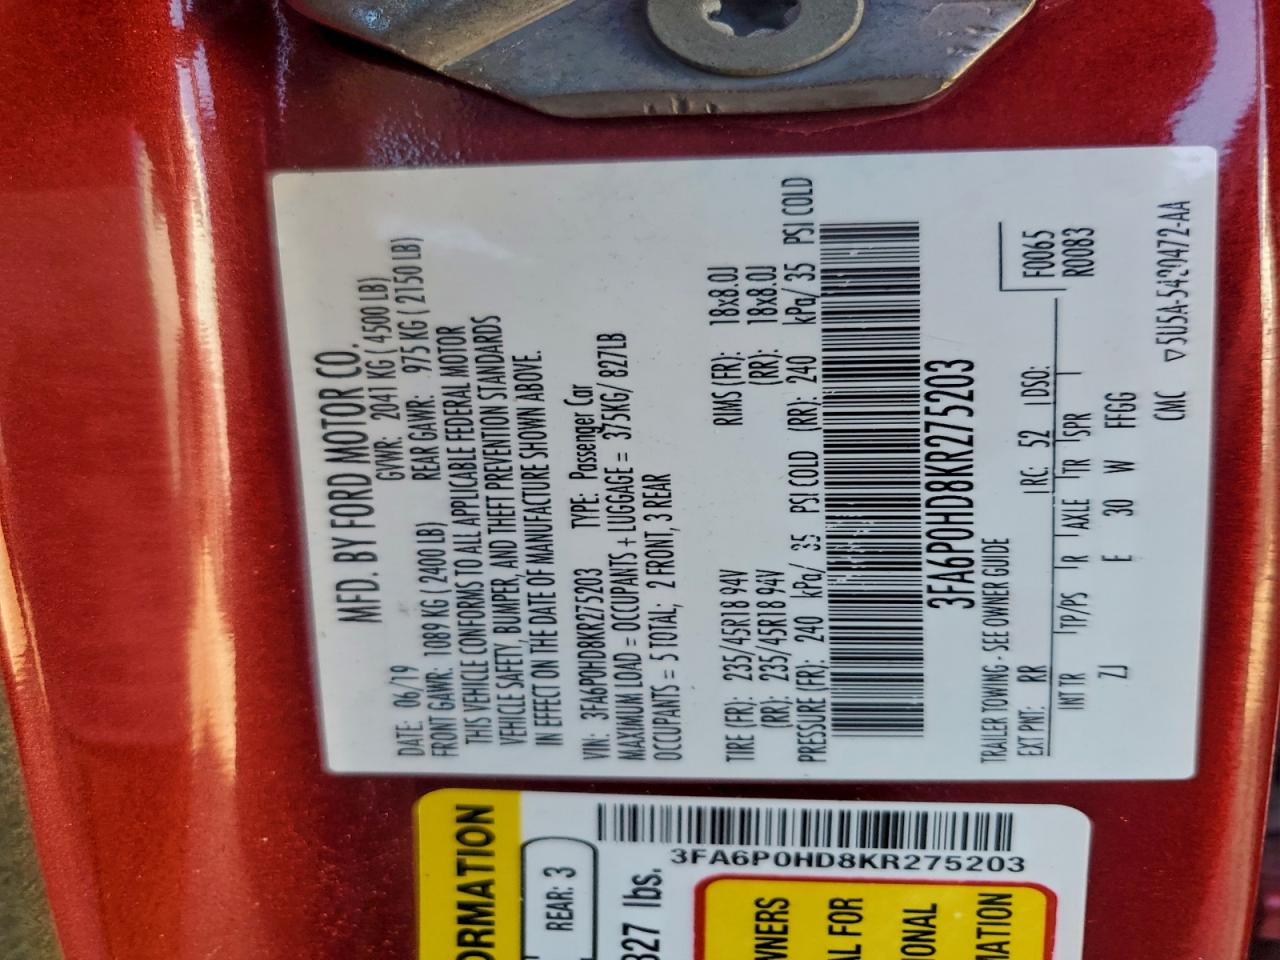 MFD. BY FORD MOTOR CO.
DATE: 06/19 GVWR: 2041 KG ( 4500 LB)
FRONT GAWR: 1089 KG ( 2400 LB) REAR GAWR: 975 KG ( 2150 LB)
THIS VEHICLE CONFORMS TO ALL APPLICABLE FEDERAL MOTOR
VEHICLE SAFETY, BUMPER, AND THEFT PREVENTION STANDARDS
IN EFFECT ON THE DATE OF MANUFACTURE SHOWN ABOVE.
VIN: 3FA6P0HD8KR275203 TYPE: Passenger Car
MAXIMUM LOAD = OCCUPANTS + LUGGAGE = 375KG/ 827LB
OCCUPANTS = 5 TOTAL, 2 FRONT, 3 REAR
TIRE (FR): 235/45R18 94V RIMS (FR): 18x8.0J
(RR): 235/45R18 94V (RR): 18x8.0J
PRESSURE (FR): 240 kPa/ 35 PSI COLD (RR): 240 kPa/ 35 PSI COLD
3FA6P0HD8KR275203
TRAILER TOWING - SEE OWNER GUIDE
F0065
EXT PNT: RR RC: 52 DSO: R0083
INT TR TP/PS R AXLE TR SPR
ZJ E 30 W FFGG
CMC ▽5U5A-5420472-AA
ORMATION
REAR: 3
3FA6P0HD8KR275203
827 lbs.
WNERS
AL FOR
IONAL
MATION